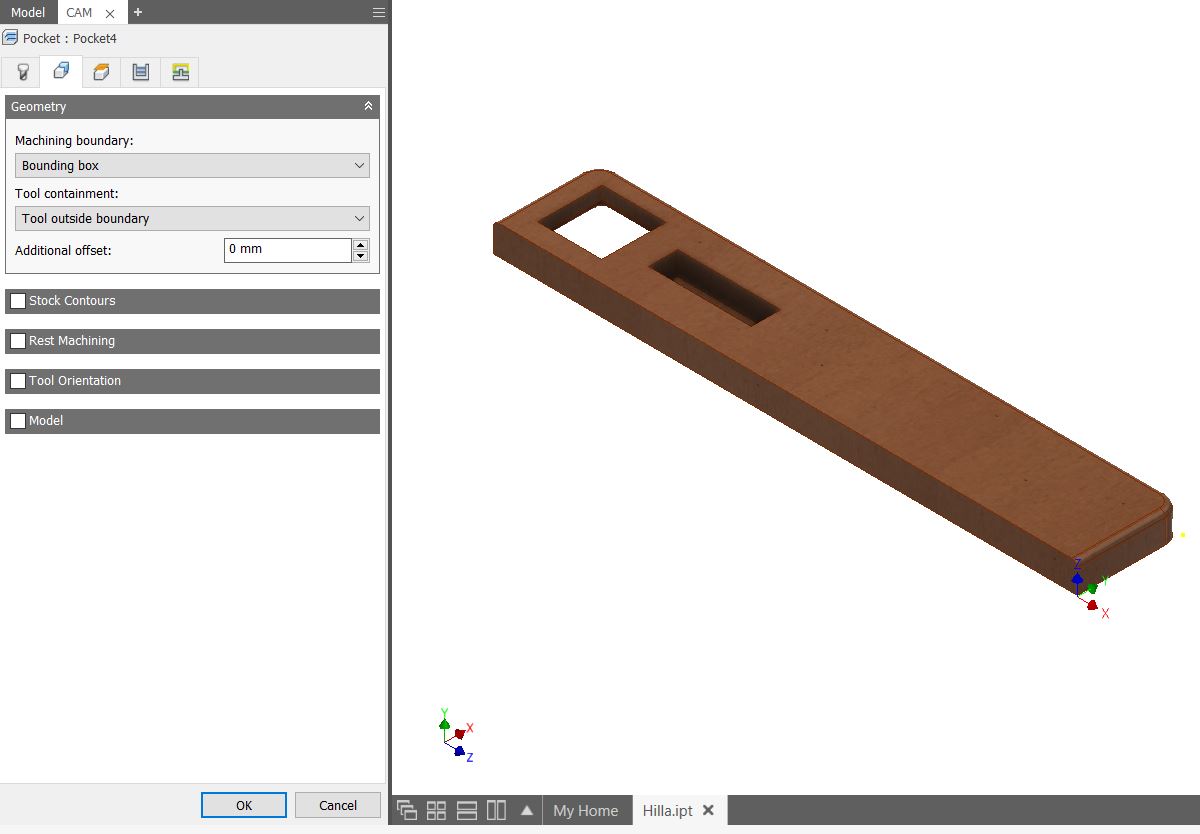 Model CAM +
Pocket : Pocket4
Geometry
Machining boundary:
Bounding box
Tool containment:
Tool outside boundary
Additional offset: 0 mm
Stock Contours
Rest Machining
Tool Orientation
Model
OK Cancel
Z
Y
X
Y
X
Z
My Home Hilla.ipt